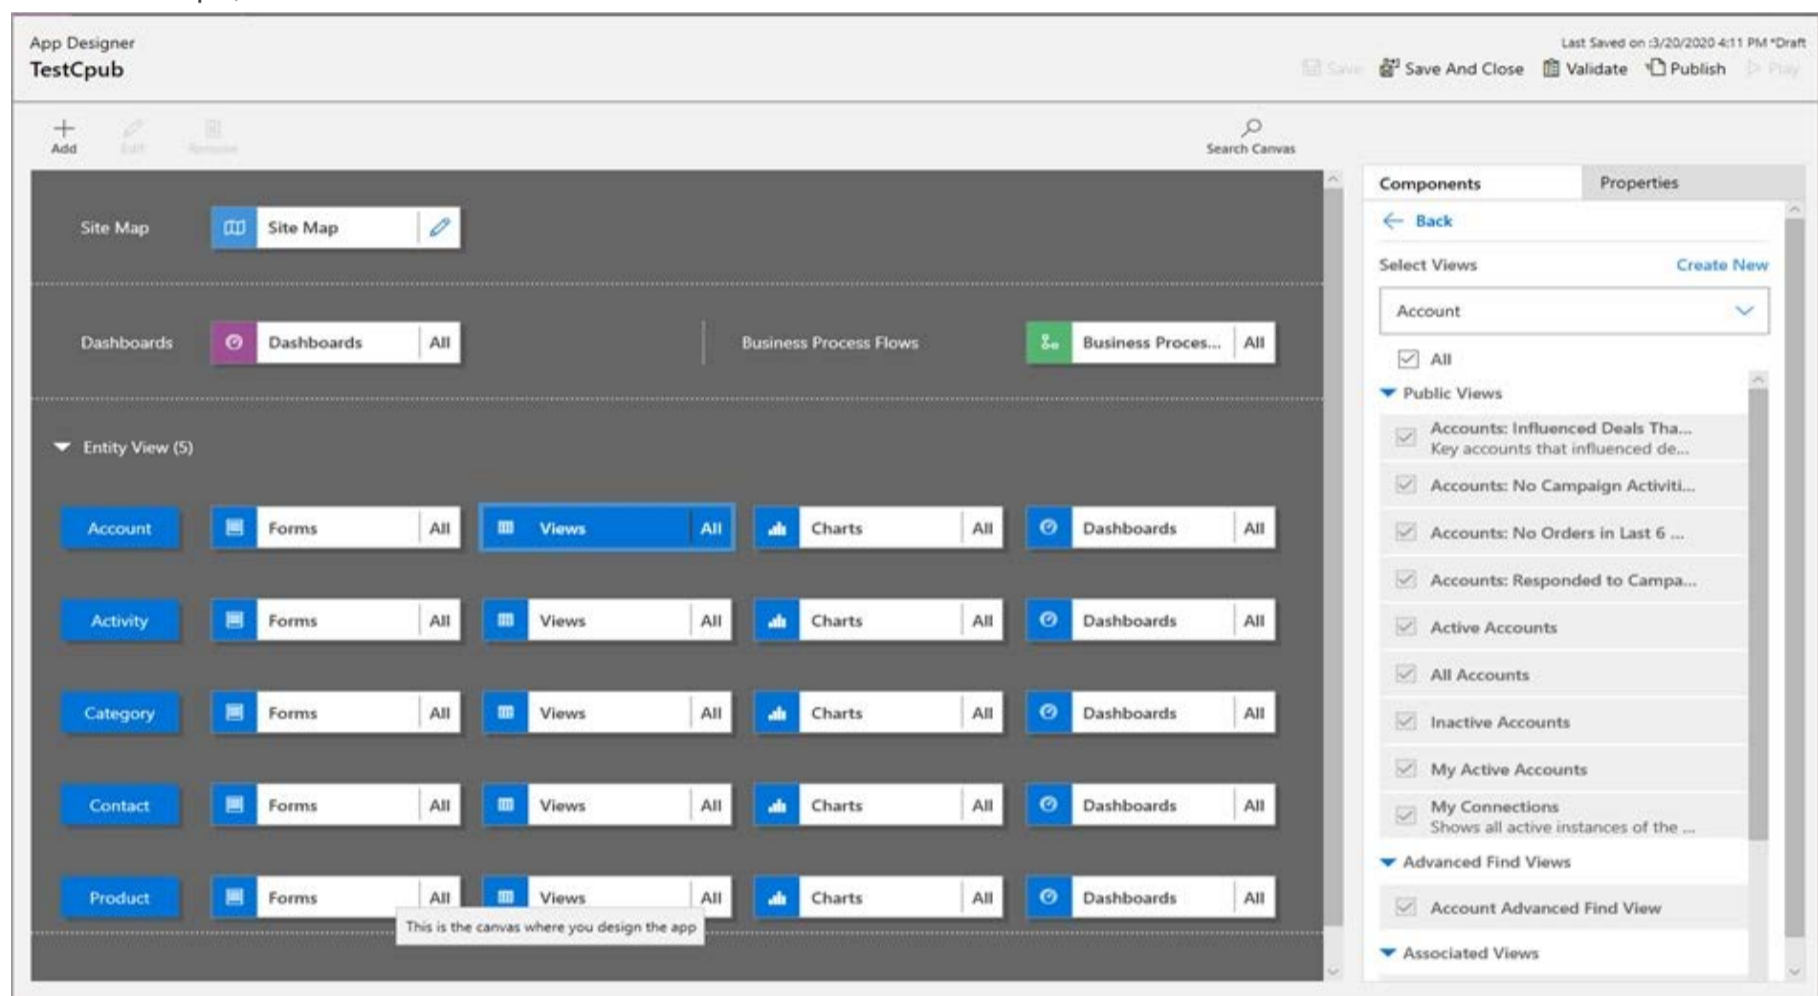 App Designer
TestCpub
Last Saved on :3/20/2020 4:11 PM *Draft
Save Save And Close Validate Publish Play
Add Edit Remove Search Canvas
Site Map Site Map
Dashboards Dashboards All Business Process Flows Business Proces... All
Entity View (5)
Account Forms All Views All Charts All Dashboards All
Activity Forms All Views All Charts All Dashboards All
Category Forms All Views All Charts All Dashboards All
Contact Forms All Views All Charts All Dashboards All
Product Forms All Views All Charts All Dashboards All
This is the canvas where you design the app
Components Properties
Back
Select Views Create New
Account
All
Public Views
Accounts: Influenced Deals Tha...
Key accounts that influenced de...
Accounts: No Campaign Activiti...
Accounts: No Orders in Last 6 ...
Accounts: Responded to Campa...
Active Accounts
All Accounts
Inactive Accounts
My Active Accounts
My Connections
Shows all active instances of the ...
Advanced Find Views
Account Advanced Find View
Associated Views